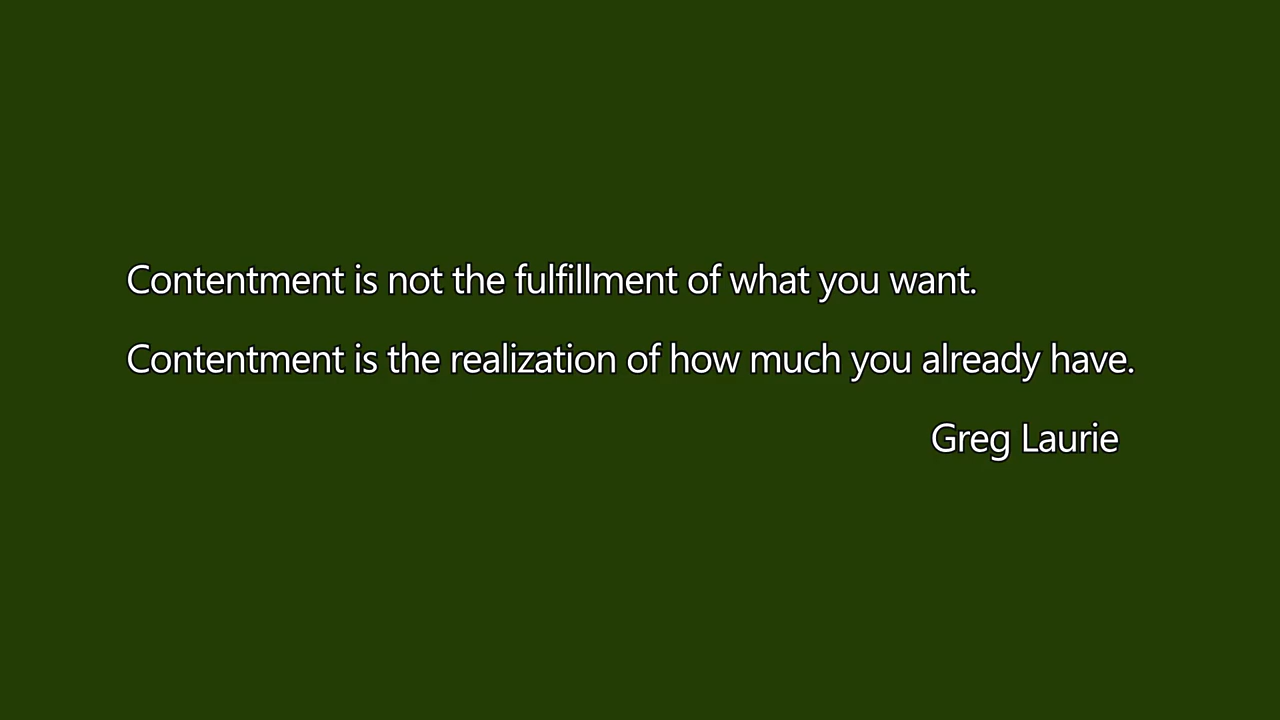 Contentment is not the fulfillment of what you want.
Contentment is the realization of how much you already have.
Greg Laurie